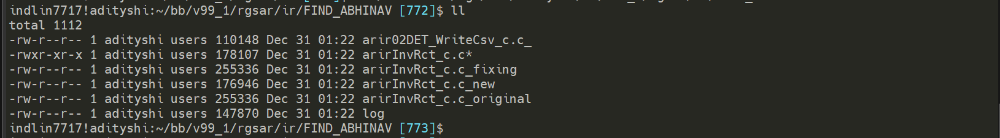 indlin7717!adityshi:~/bb/v99_1/rgsar/ir/FIND_ABHINAV [772]$ ll
total 1112
-rw-r--r-- 1 adityshi users 110148 Dec 31 01:22 arir02DET_WriteCsv_c.c_
-rwxr-xr-x 1 adityshi users 178107 Dec 31 01:22 arirInvRct_c.c*
-rw-r--r-- 1 adityshi users 255336 Dec 31 01:22 arirInvRct_c.c_fixing
-rw-r--r-- 1 adityshi users 176946 Dec 31 01:22 arirInvRct_c.c_new
-rw-r--r-- 1 adityshi users 255336 Dec 31 01:22 arirInvRct_c.c_original
-rw-r--r-- 1 adityshi users 147870 Dec 31 01:22 log
indlin7717!adityshi:~/bb/v99_1/rgsar/ir/FIND_ABHINAV [773]$